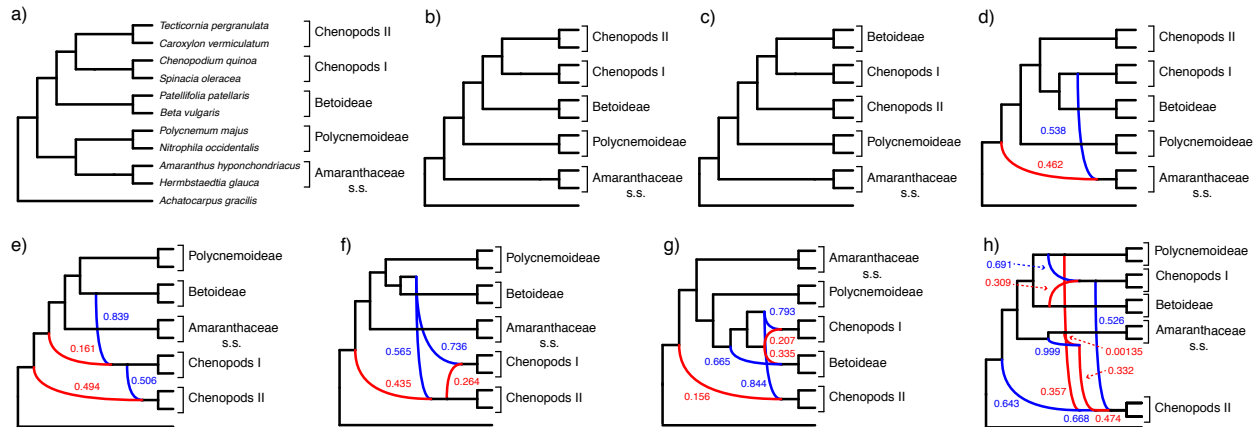 a)
Tecticornia pergranulata
Caroxylon vermiculatum
Chenopods II
Chenopodium quinoa
Spinacia oleracea
Chenopods I
Patellifolia patellaris
Beta vulgaris
Betoideae
Polycnemum majus
Nitrophila occidentalis
Polycnemoideae
Amaranthus hyponchondriacus
Hermbstaedtia glauca
Amaranthaceae
s.s.
Achatocarpus gracilis
b)
Chenopods II
Chenopods I
Betoideae
Polycnemoideae
Amaranthaceae
s.s.
c)
Betoideae
Chenopods I
Chenopods II
Polycnemoideae
Amaranthaceae
s.s.
d)
Chenopods II
Chenopods I
Betoideae
0.538
Polycnemoideae
0.462
Amaranthaceae
s.s.
e)
Polycnemoideae
Betoideae
0.839
Amaranthaceae
s.s.
0.161
Chenopods I
0.494
0.506
Chenopods II
f)
Polycnemoideae
Betoideae
Amaranthaceae
s.s.
0.565
0.736
Chenopods I
0.435
0.264
Chenopods II
g)
Amaranthaceae
s.s.
Polycnemoideae
0.793
Chenopods I
0.207
0.335
0.665
Betoideae
0.844
0.156
Chenopods II
h)
Polycnemoideae
0.691
Chenopods I
0.309
Betoideae
0.526
Amaranthaceae
s.s.
0.999
0.00135
0.332
0.357
0.643
Chenopods II
0.668
0.474